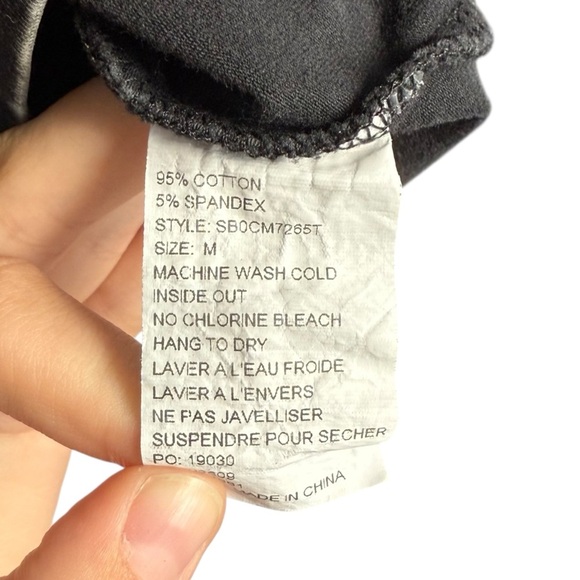 95% COTTON
5% SPANDEX
STYLE: SB0CM7265T
SIZE: M
MACHINE WASH COLD
INSIDE OUT
NO CHLORINE BLEACH
HANG TO DRY
LAVER A L'EAU FROIDE
LAVER A L'ENVERS
NE PAS JAVELLISER
SUSPENDRE POUR SECHER
PO: 19030
MADE IN CHINA